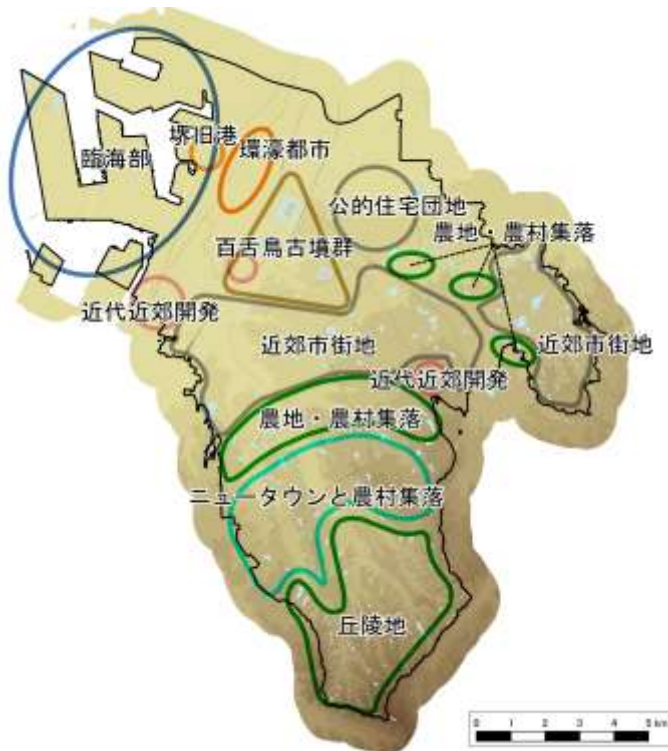 堺旧港
環濠都市
臨海部
公的住宅団地
農地・農村集落
百舌鳥古墳群
近代近郊開発
近郊市街地
近郊市街地
近代近郊開発
農地・農村集落
ニュータウンと農村集落
丘陵地
0 1 2 3 4 5 km